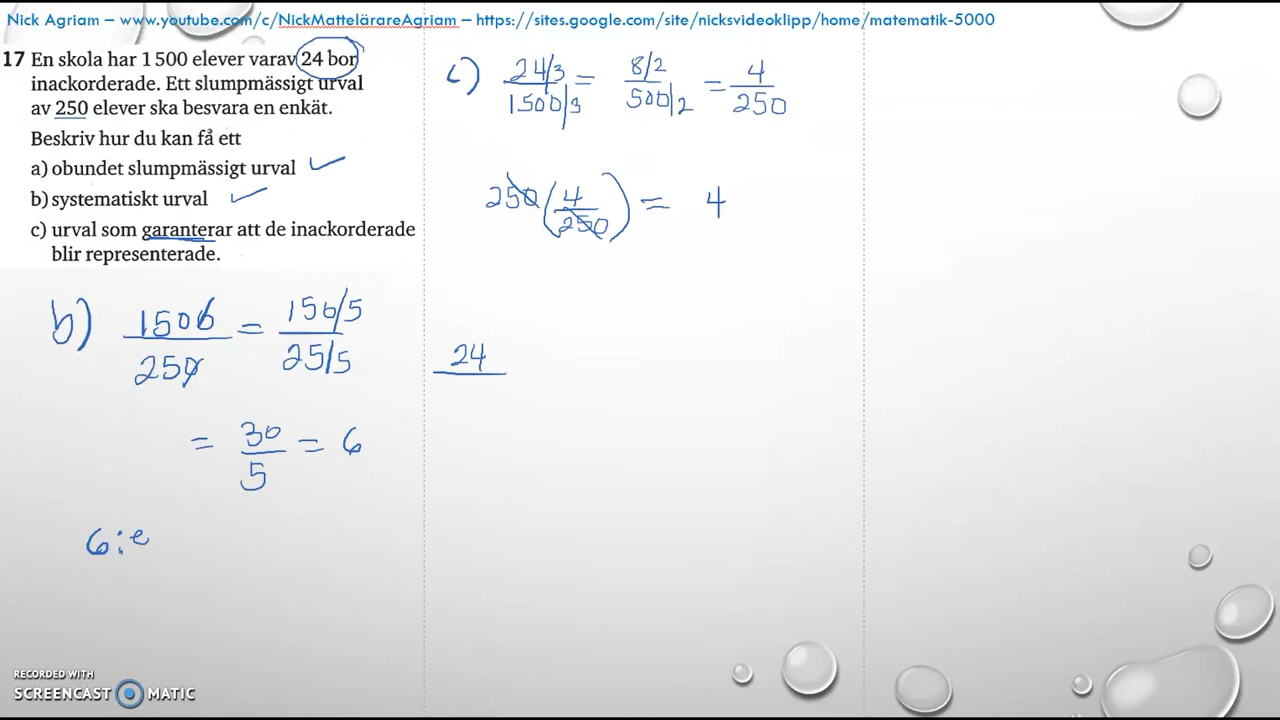 Nick Agriam – www.youtube.com/c/NickMattelärareAgriam – https://sites.google.com/site/nicksvideoklipp/home/matematik-5000
17 En skola har 1 500 elever varav 24 bor
inackorderade. Ett slumpmässigt urval
av 250 elever ska besvara en enkät.
Beskriv hur du kan få ett
a) obundet slumpmässigt urval
b) systematiskt urval
c) urval som garanterar att de inackorderade
blir representerade.
b) 1500/250 = 150/5 / 25/5
= 30/5 = 6
6:e
c) 24/3 / 1500/3 = 8/2 / 500/2 = 4/250
250 (4/250) = 4
24
RECORDED WITH
SCREENCAST MATIC